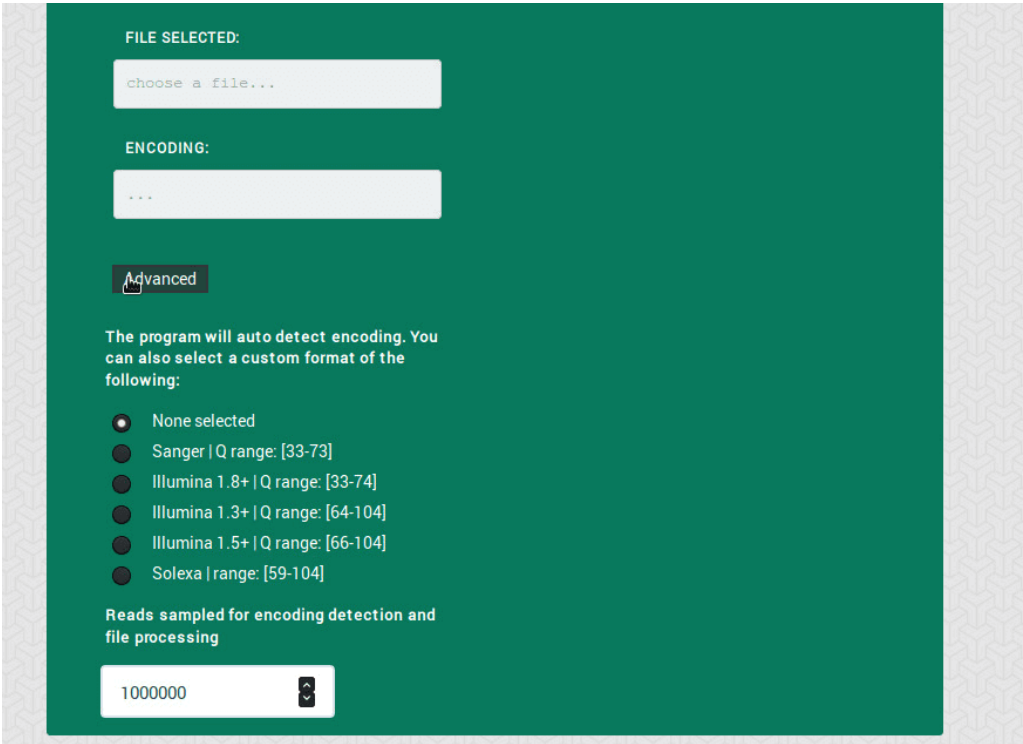 FILE SELECTED:
choose a file...
ENCODING:
...
Advanced
The program will auto detect encoding. You
can also select a custom format of the
following:
None selected
Sanger | Q range: [33-73]
Illumina 1.8+ | Q range: [33-74]
Illumina 1.3+ | Q range: [64-104]
Illumina 1.5+ | Q range: [66-104]
Solexa | range: [59-104]
Reads sampled for encoding detection and
file processing
1000000